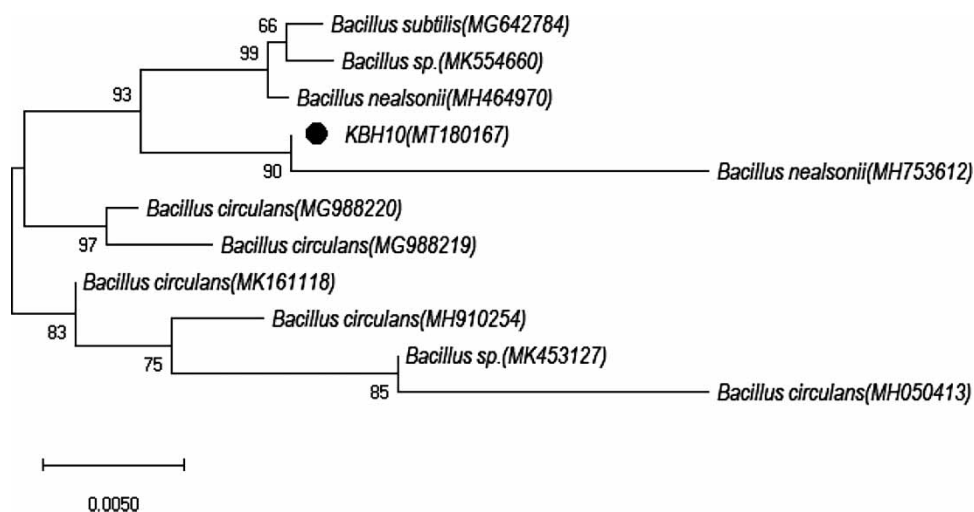 66
Bacillus subtilis(MG642784)
Bacillus sp.(MK554660)
99
Bacillus nealsonii(MH464970)
93
KBH10(MT180167)
90
Bacillus nealsonii(MH753612)
Bacillus circulans(MG988220)
97
Bacillus circulans(MG988219)
Bacillus circulans(MK161118)
83
Bacillus circulans(MH910254)
75
Bacillus sp.(MK453127)
85
Bacillus circulans(MH050413)
0.0050